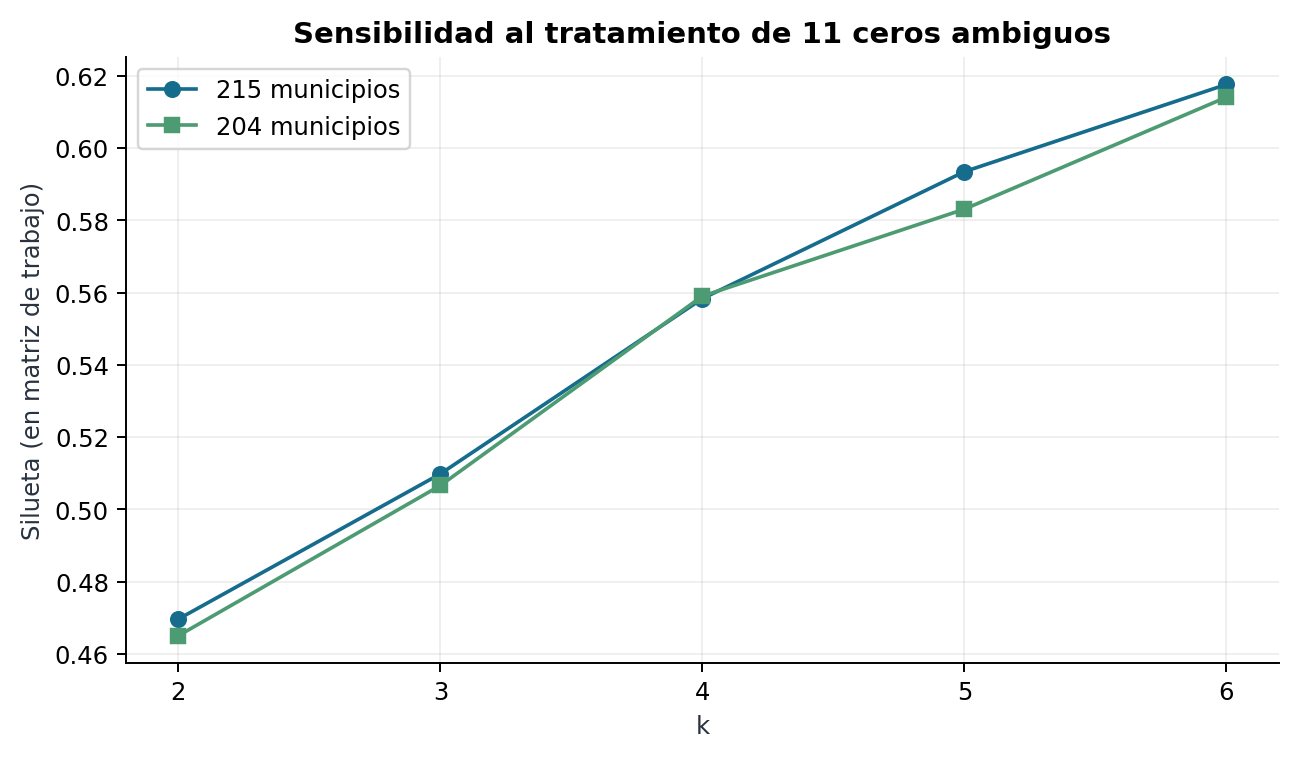 Sensibilidad al tratamiento de 11 ceros ambiguos
215 municipios
204 municipios
Silueta (en matriz de trabajo)
0.62
0.60
0.58
0.56
0.54
0.52
0.50
0.48
0.46
2 3 4 5 6
k